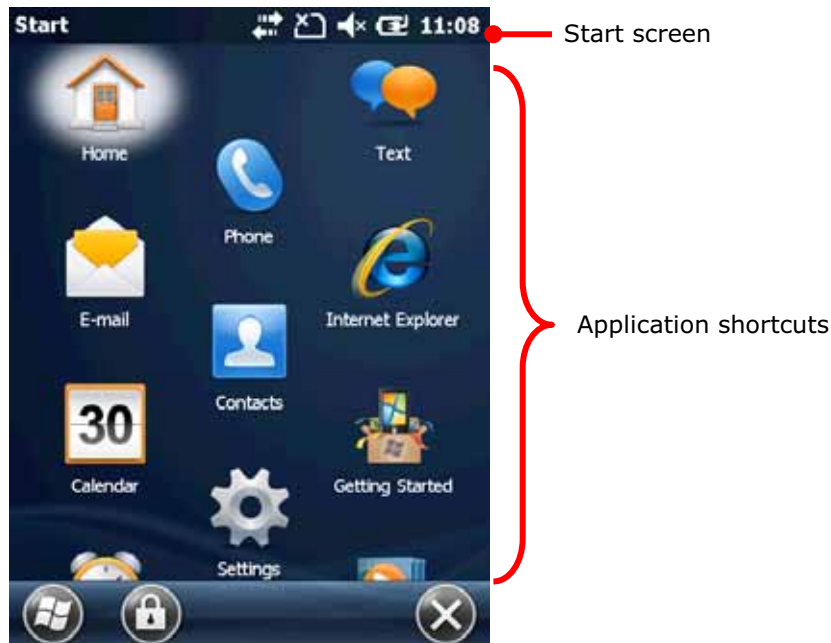 Start 11:08
Start screen
Home
Text
Phone
E-mail
Internet Explorer
Application shortcuts
Contacts
30
Calendar
Getting Started
Settings